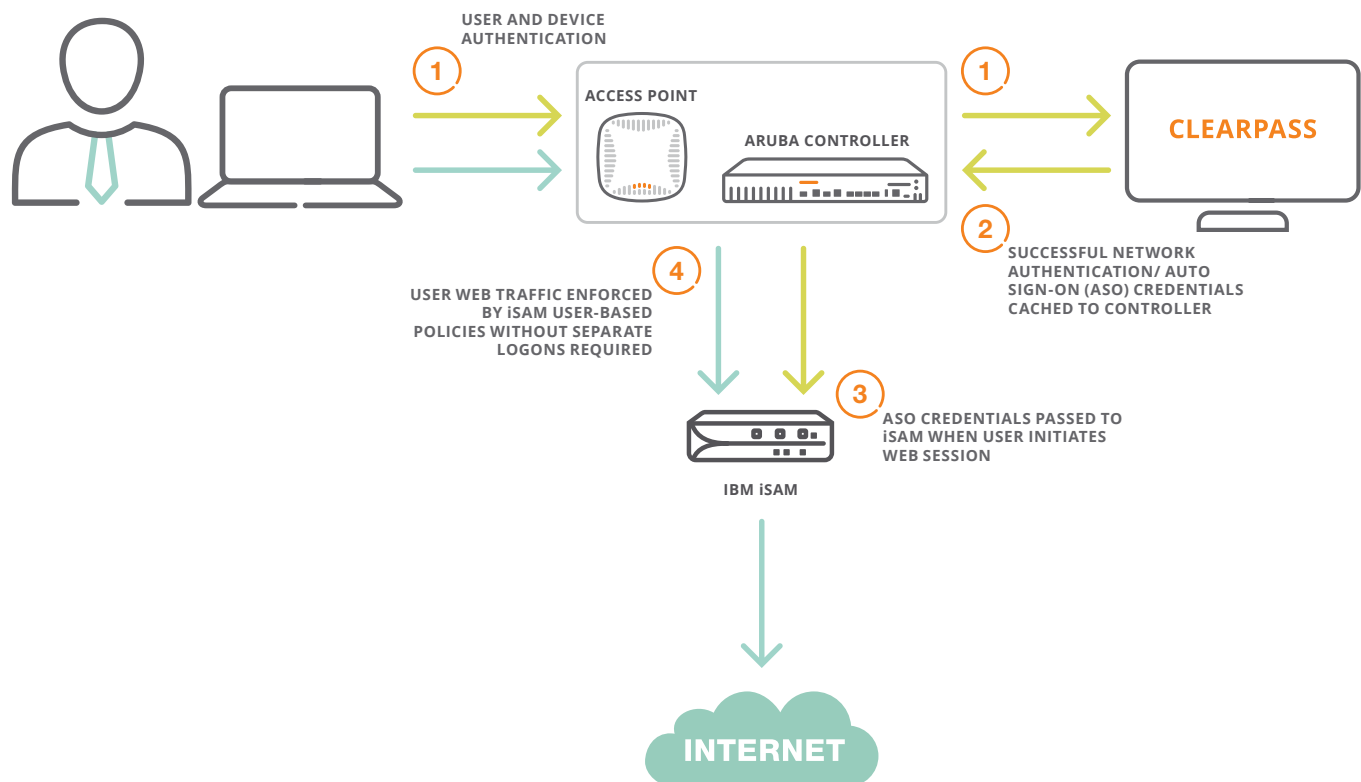 USER AND DEVICE
AUTHENTICATION
1
1
ACCESS POINT
ARUBA CONTROLLER
CLEARPASS
2
SUCCESSFUL NETWORK
AUTHENTICATION/ AUTO
SIGN-ON (ASO) CREDENTIALS
CACHED TO CONTROLLER
4
USER WEB TRAFFIC ENFORCED
BY iSAM USER-BASED
POLICIES WITHOUT SEPARATE
LOGONS REQUIRED
3
ASO CREDENTIALS PASSED TO
iSAM WHEN USER INITIATES
WEB SESSION
IBM iSAM
INTERNET